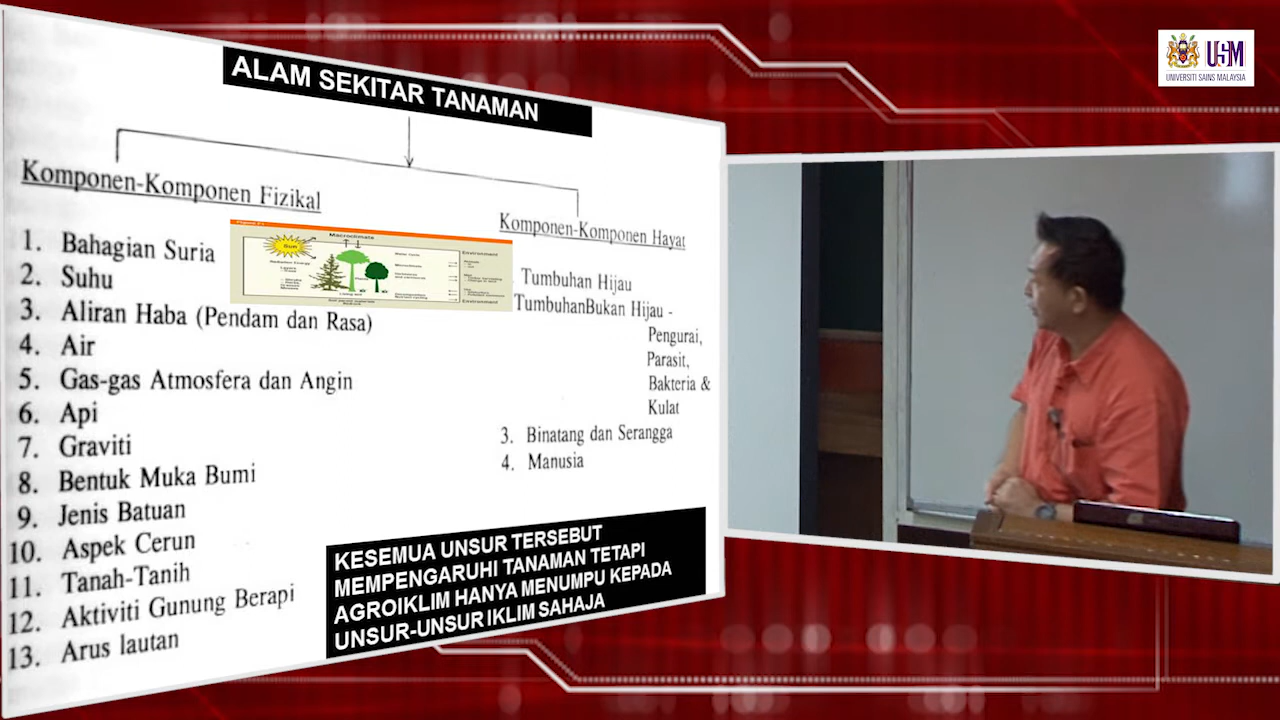 ALAM SEKITAR TANAMAN
Komponen-Komponen Fizikal
1. Bahagian Suria
2. Suhu
3. Aliran Haba (Pendam dan Rasa)
4. Air
5. Gas-gas Atmosfera dan Angin
6. Api
7. Graviti
8. Bentuk Muka Bumi
9. Jenis Batuan
10. Aspek Cerun
11. Tanah-Tanih
12. Aktiviti Gunung Berapi
13. Arus lautan
Macroclimate
Sun
Environment
Environment
Komponen-Komponen Hayat
Tumbuhan Hijau
TumbuhanBukan Hijau -
Pengurai,
Parasit,
Bakteria &
Kulat
3. Binatang dan Serangga
4. Manusia
KESEMUA UNSUR TERSEBUT
MEMPENGARUHI TANAMAN TETAPI
AGROIKLIM HANYA MENUMPU KEPADA
UNSUR-UNSUR IKLIM SAHAJA
USM
UNIVERSITI SAINS MALAYSIA